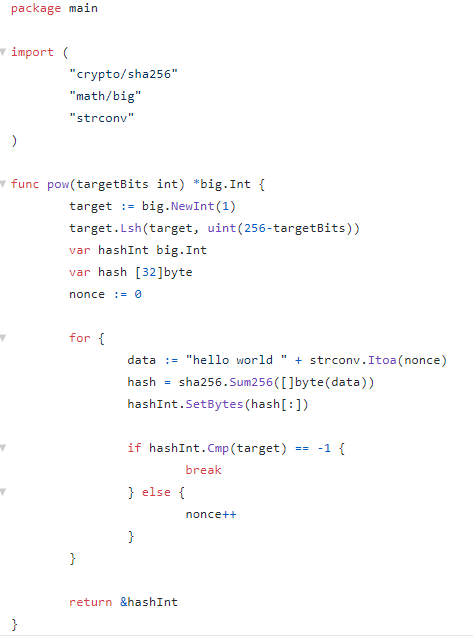 package main
import (
"crypto/sha256"
"math/big"
"strconv"
)
func pow(targetBits int) *big.Int {
target := big.NewInt(1)
target.Lsh(target, uint(256-targetBits))
var hashInt big.Int
var hash [32]byte
nonce := 0
for {
data := "hello world " + strconv.Itoa(nonce)
hash = sha256.Sum256([]byte(data))
hashInt.SetBytes(hash[:])
if hashInt.Cmp(target) == -1 {
break
} else {
nonce++
}
}
return &hashInt
}